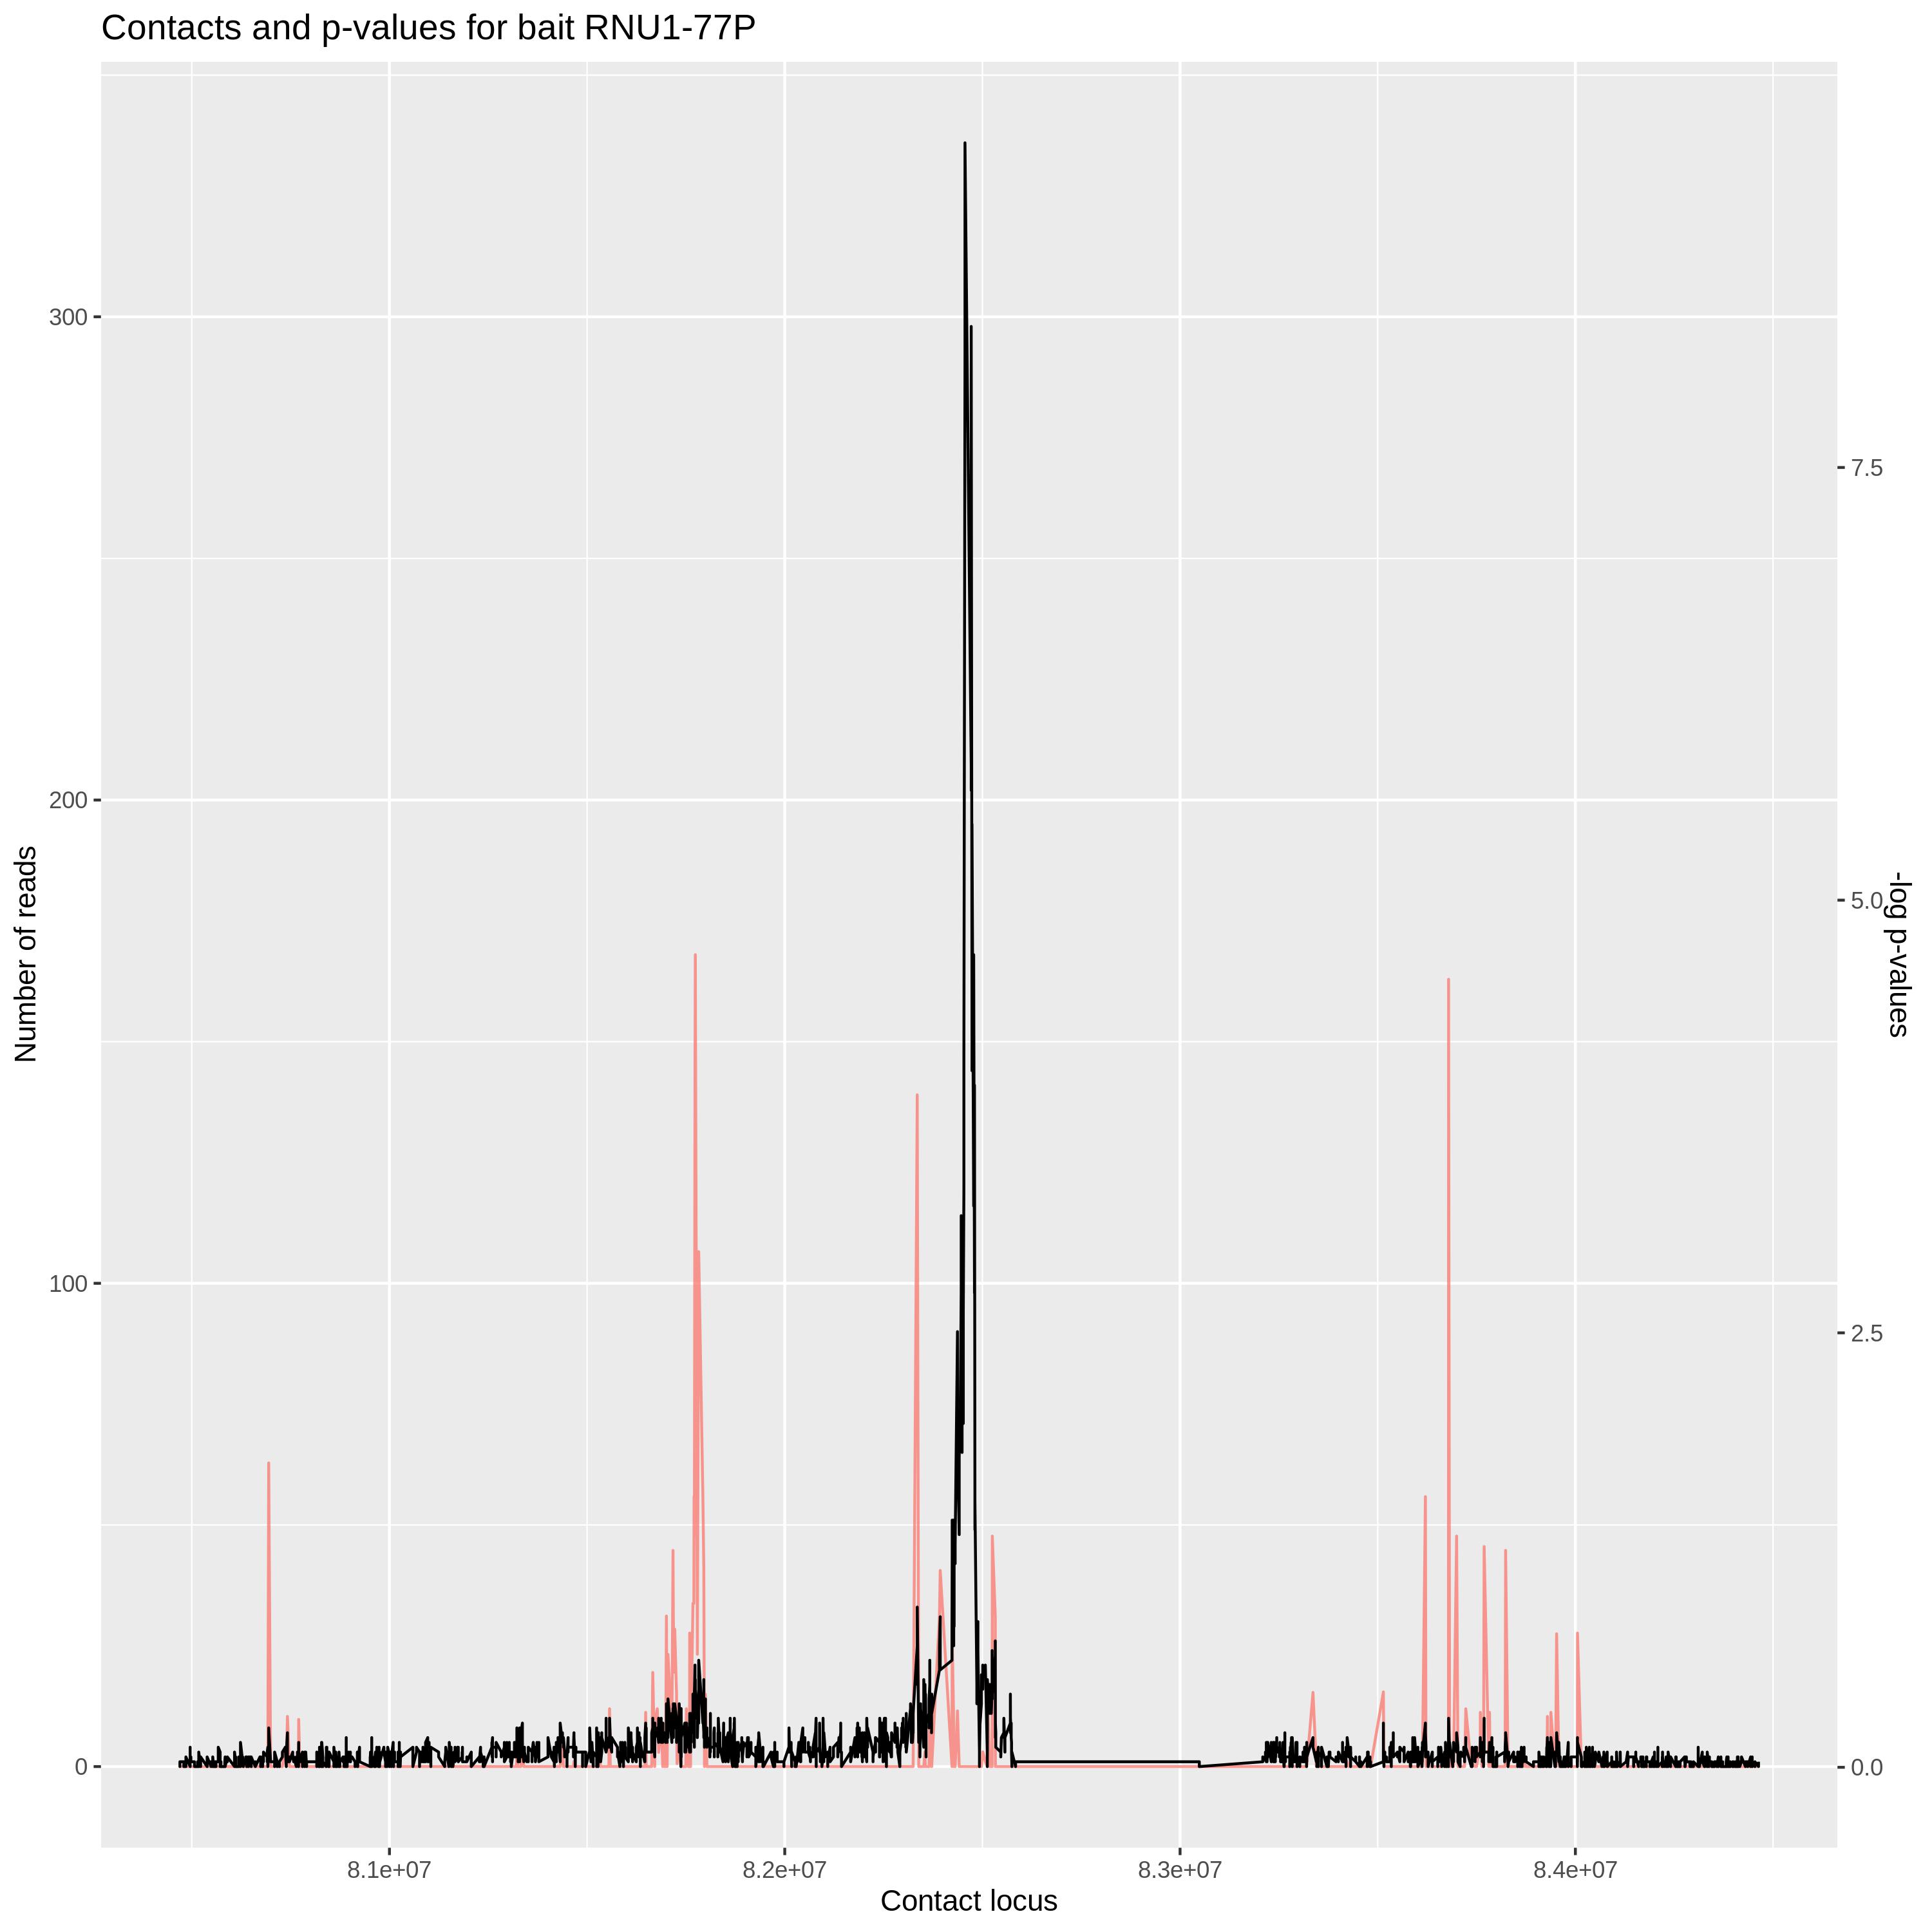 Contacts and p-values for bait RNU1-77P
300
200
100
0
Number of reads
7.5
5.0
2.5
0.0
-log p-values
8.1e+07
8.2e+07
8.3e+07
8.4e+07
Contact locus